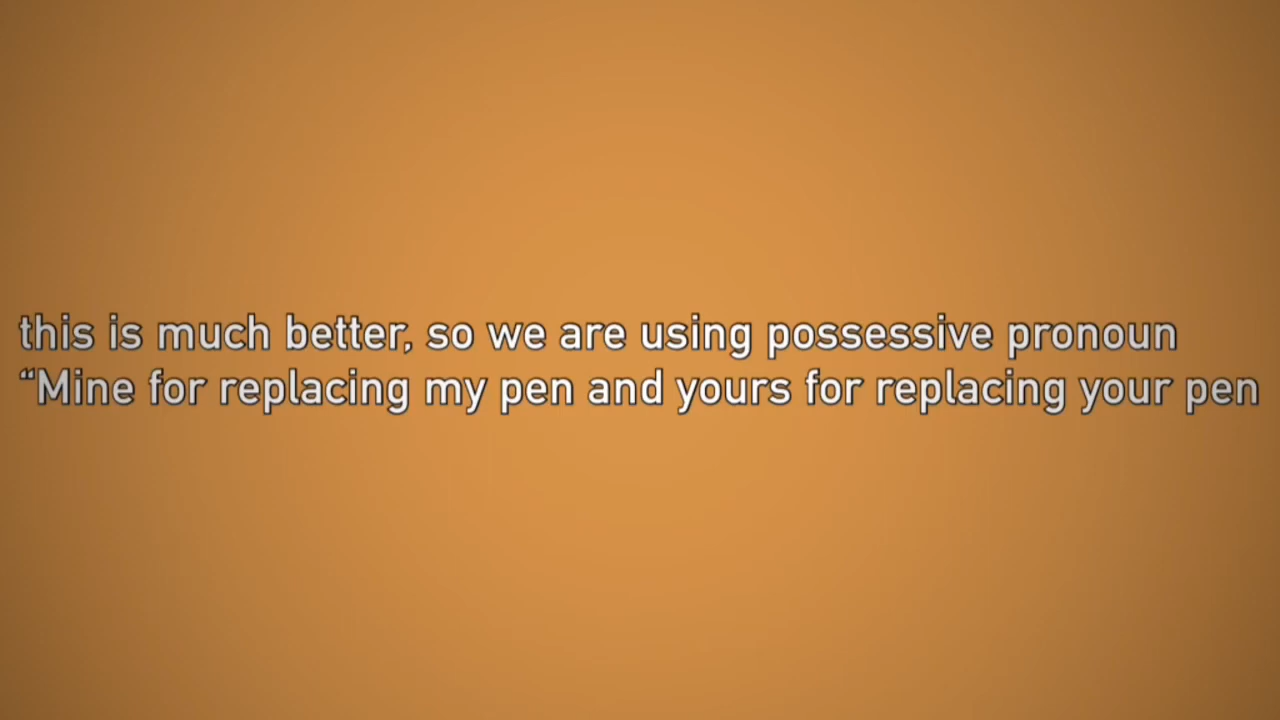 this is much better, so we are using possessive pronoun
“Mine for replacing my pen and yours for replacing your pen